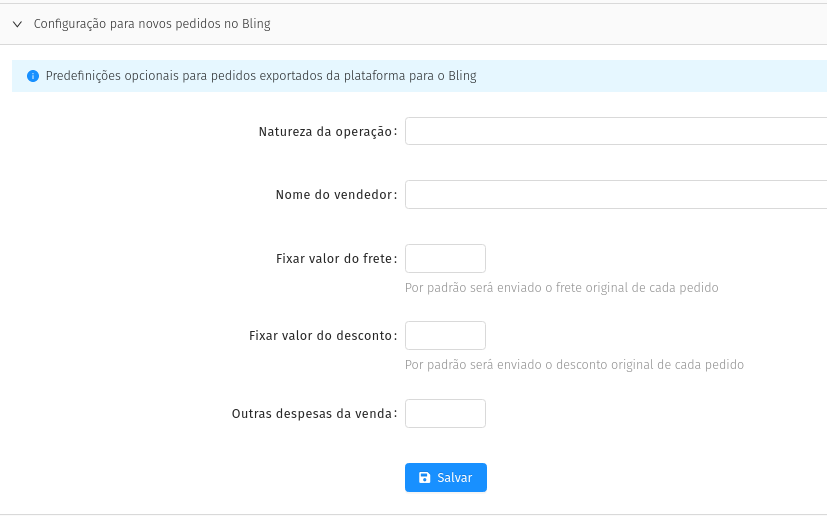 Configuração para novos pedidos no Bling
Predefinições opcionais para pedidos exportados da plataforma para o Bling
Natureza da operação:
Nome do vendedor:
Fixar valor do frete:
Por padrão será enviado o frete original de cada pedido
Fixar valor do desconto:
Por padrão será enviado o desconto original de cada pedido
Outras despesas da venda:
Salvar